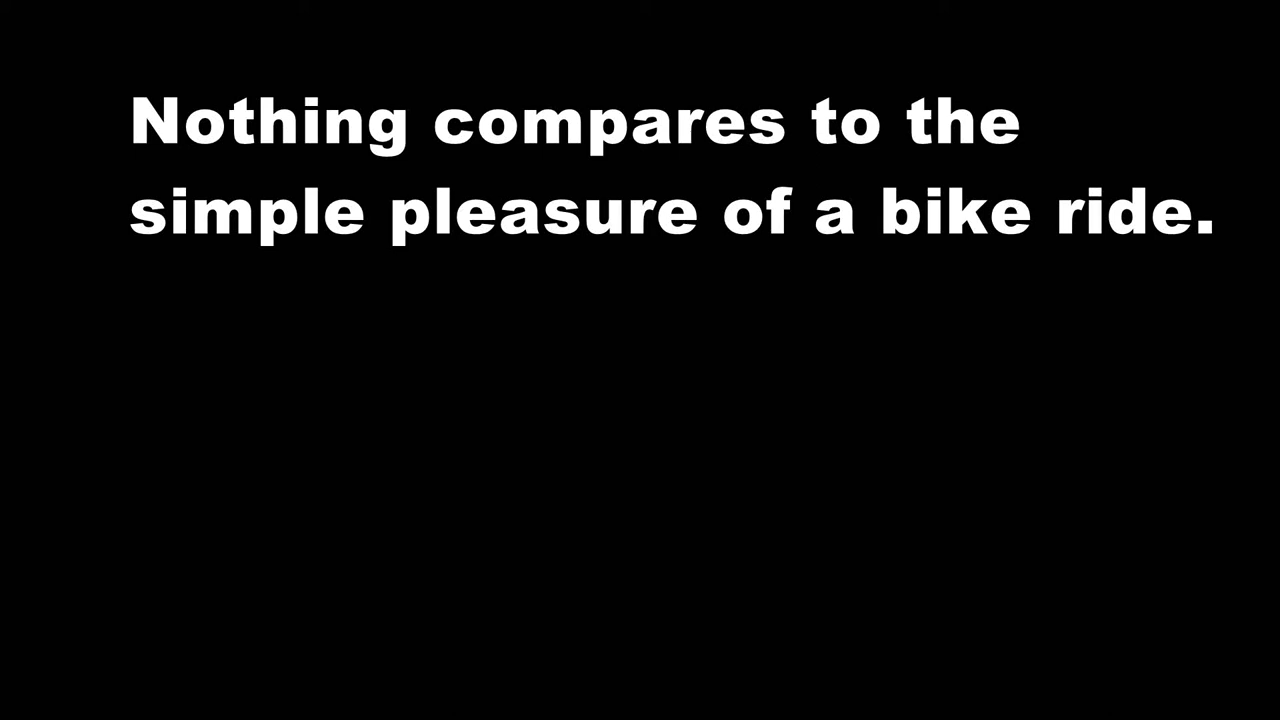 Nothing compares to the
simple pleasure of a bike ride.